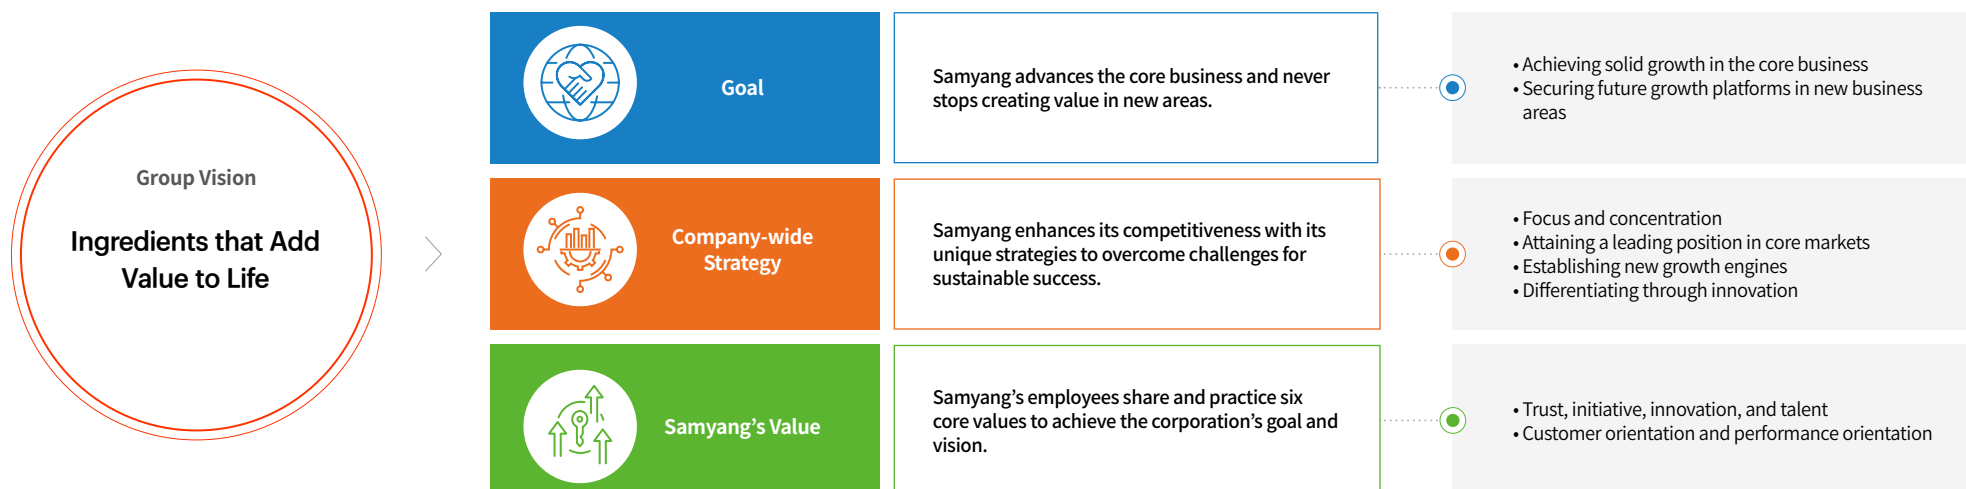 Group Vision
Ingredients that Add
Value to Life
Goal
Samyang advances the core business and never
stops creating value in new areas.
• Achieving solid growth in the core business
• Securing future growth platforms in new business
areas
Company-wide
Strategy
Samyang enhances its competitiveness with its
unique strategies to overcome challenges for
sustainable success.
• Focus and concentration
• Attaining a leading position in core markets
• Establishing new growth engines
• Differentiating through innovation
Samyang’s Value
Samyang’s employees share and practice six
core values to achieve the corporation’s goal and
vision.
• Trust, initiative, innovation, and talent
• Customer orientation and performance orientation